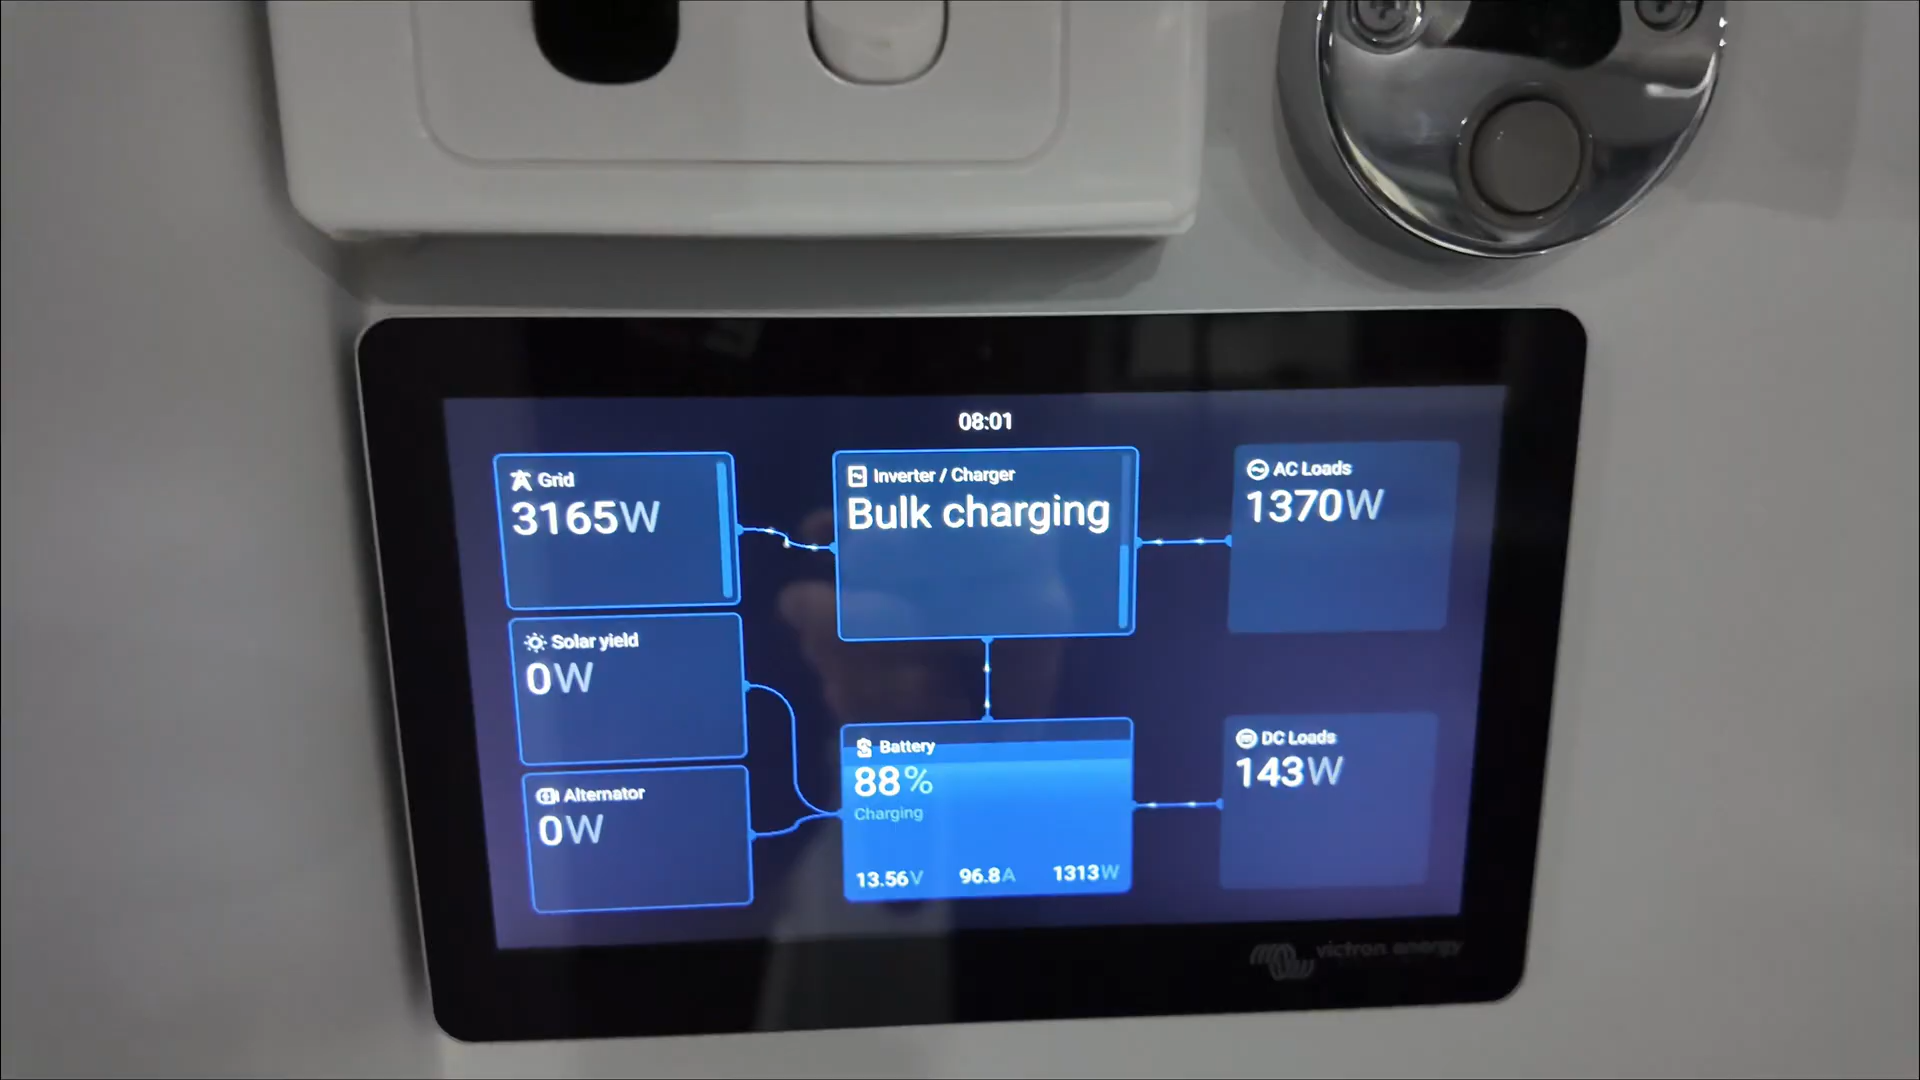 08:01
Grid
3165W
Inverter / Charger
Bulk charging
AC Loads
1370W
Solar yield
0W
Alternator
0W
Battery
88%
Charging
13.56V 96.8A 1313W
DC Loads
143W
victron energy